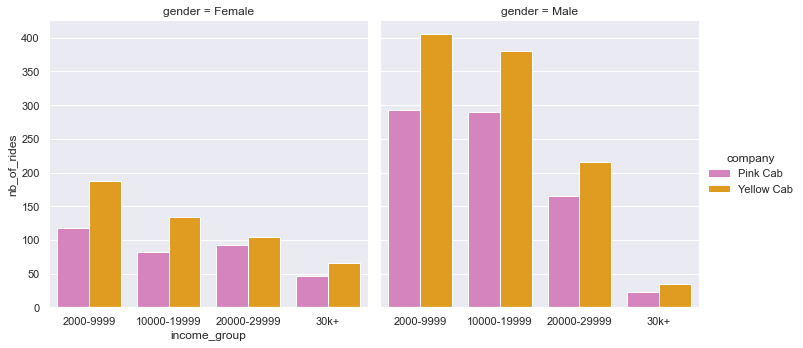 gender = Female
gender = Male
400
350
300
250
200
150
100
50
0
nb_of_rides
2000-9999 10000-19999 20000-29999 30k+
2000-9999 10000-19999 20000-29999 30k+
income_group
company
Pink Cab
Yellow Cab